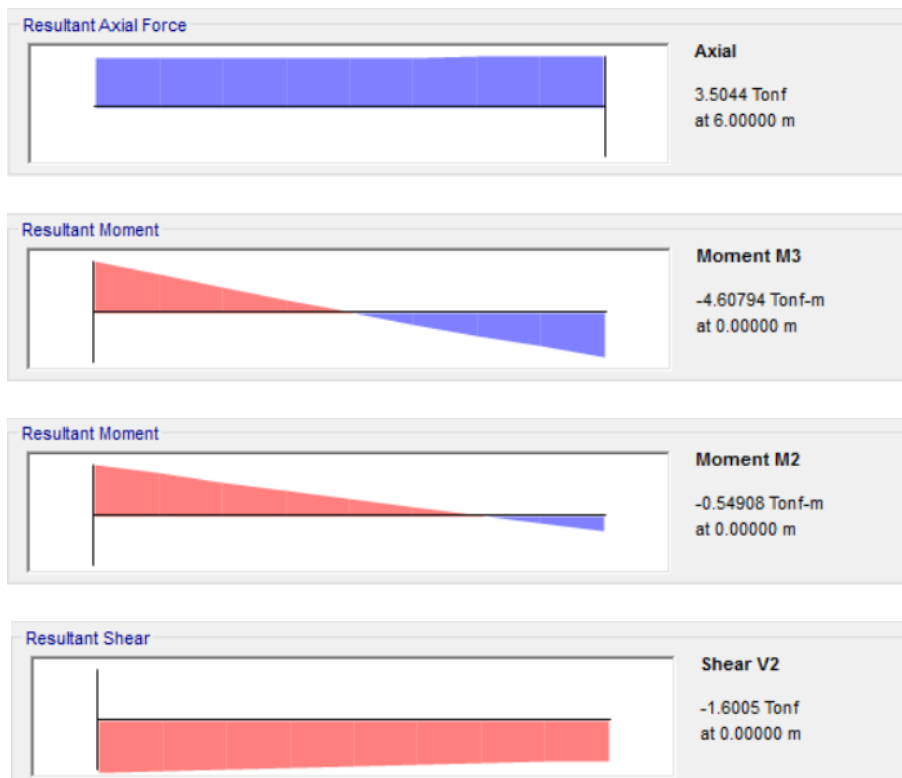 Resultant Axial Force
Axial
3.5044 Tonf
at 6.00000 m
Resultant Moment
Moment M3
-4.60794 Tonf-m
at 0.00000 m
Resultant Moment
Moment M2
-0.54908 Tonf-m
at 0.00000 m
Resultant Shear
Shear V2
-1.6005 Tonf
at 0.00000 m